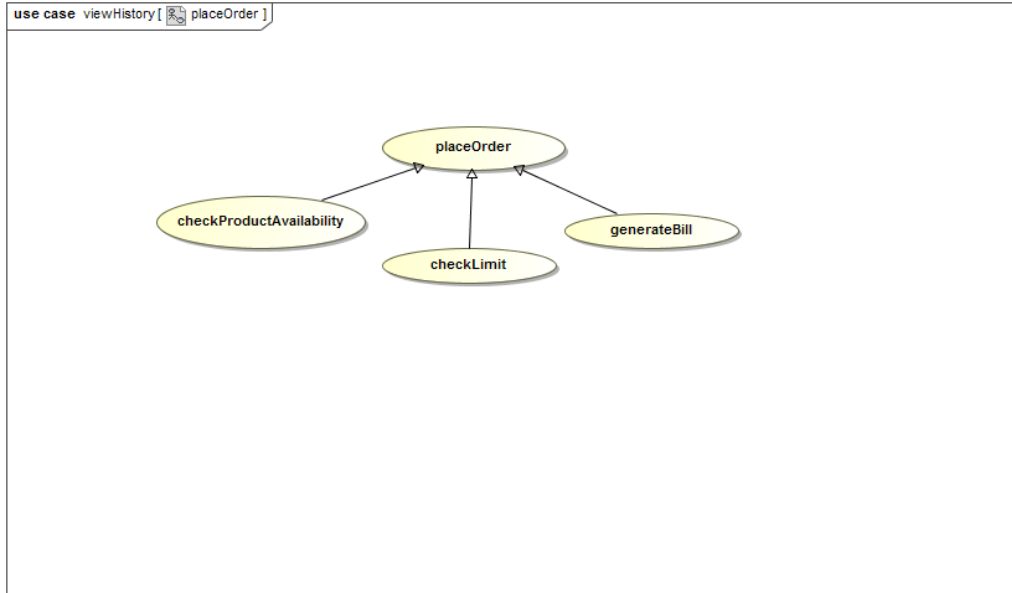 use case viewHistory [ placeOrder ]
placeOrder
checkProductAvailability
generateBill
checkLimit